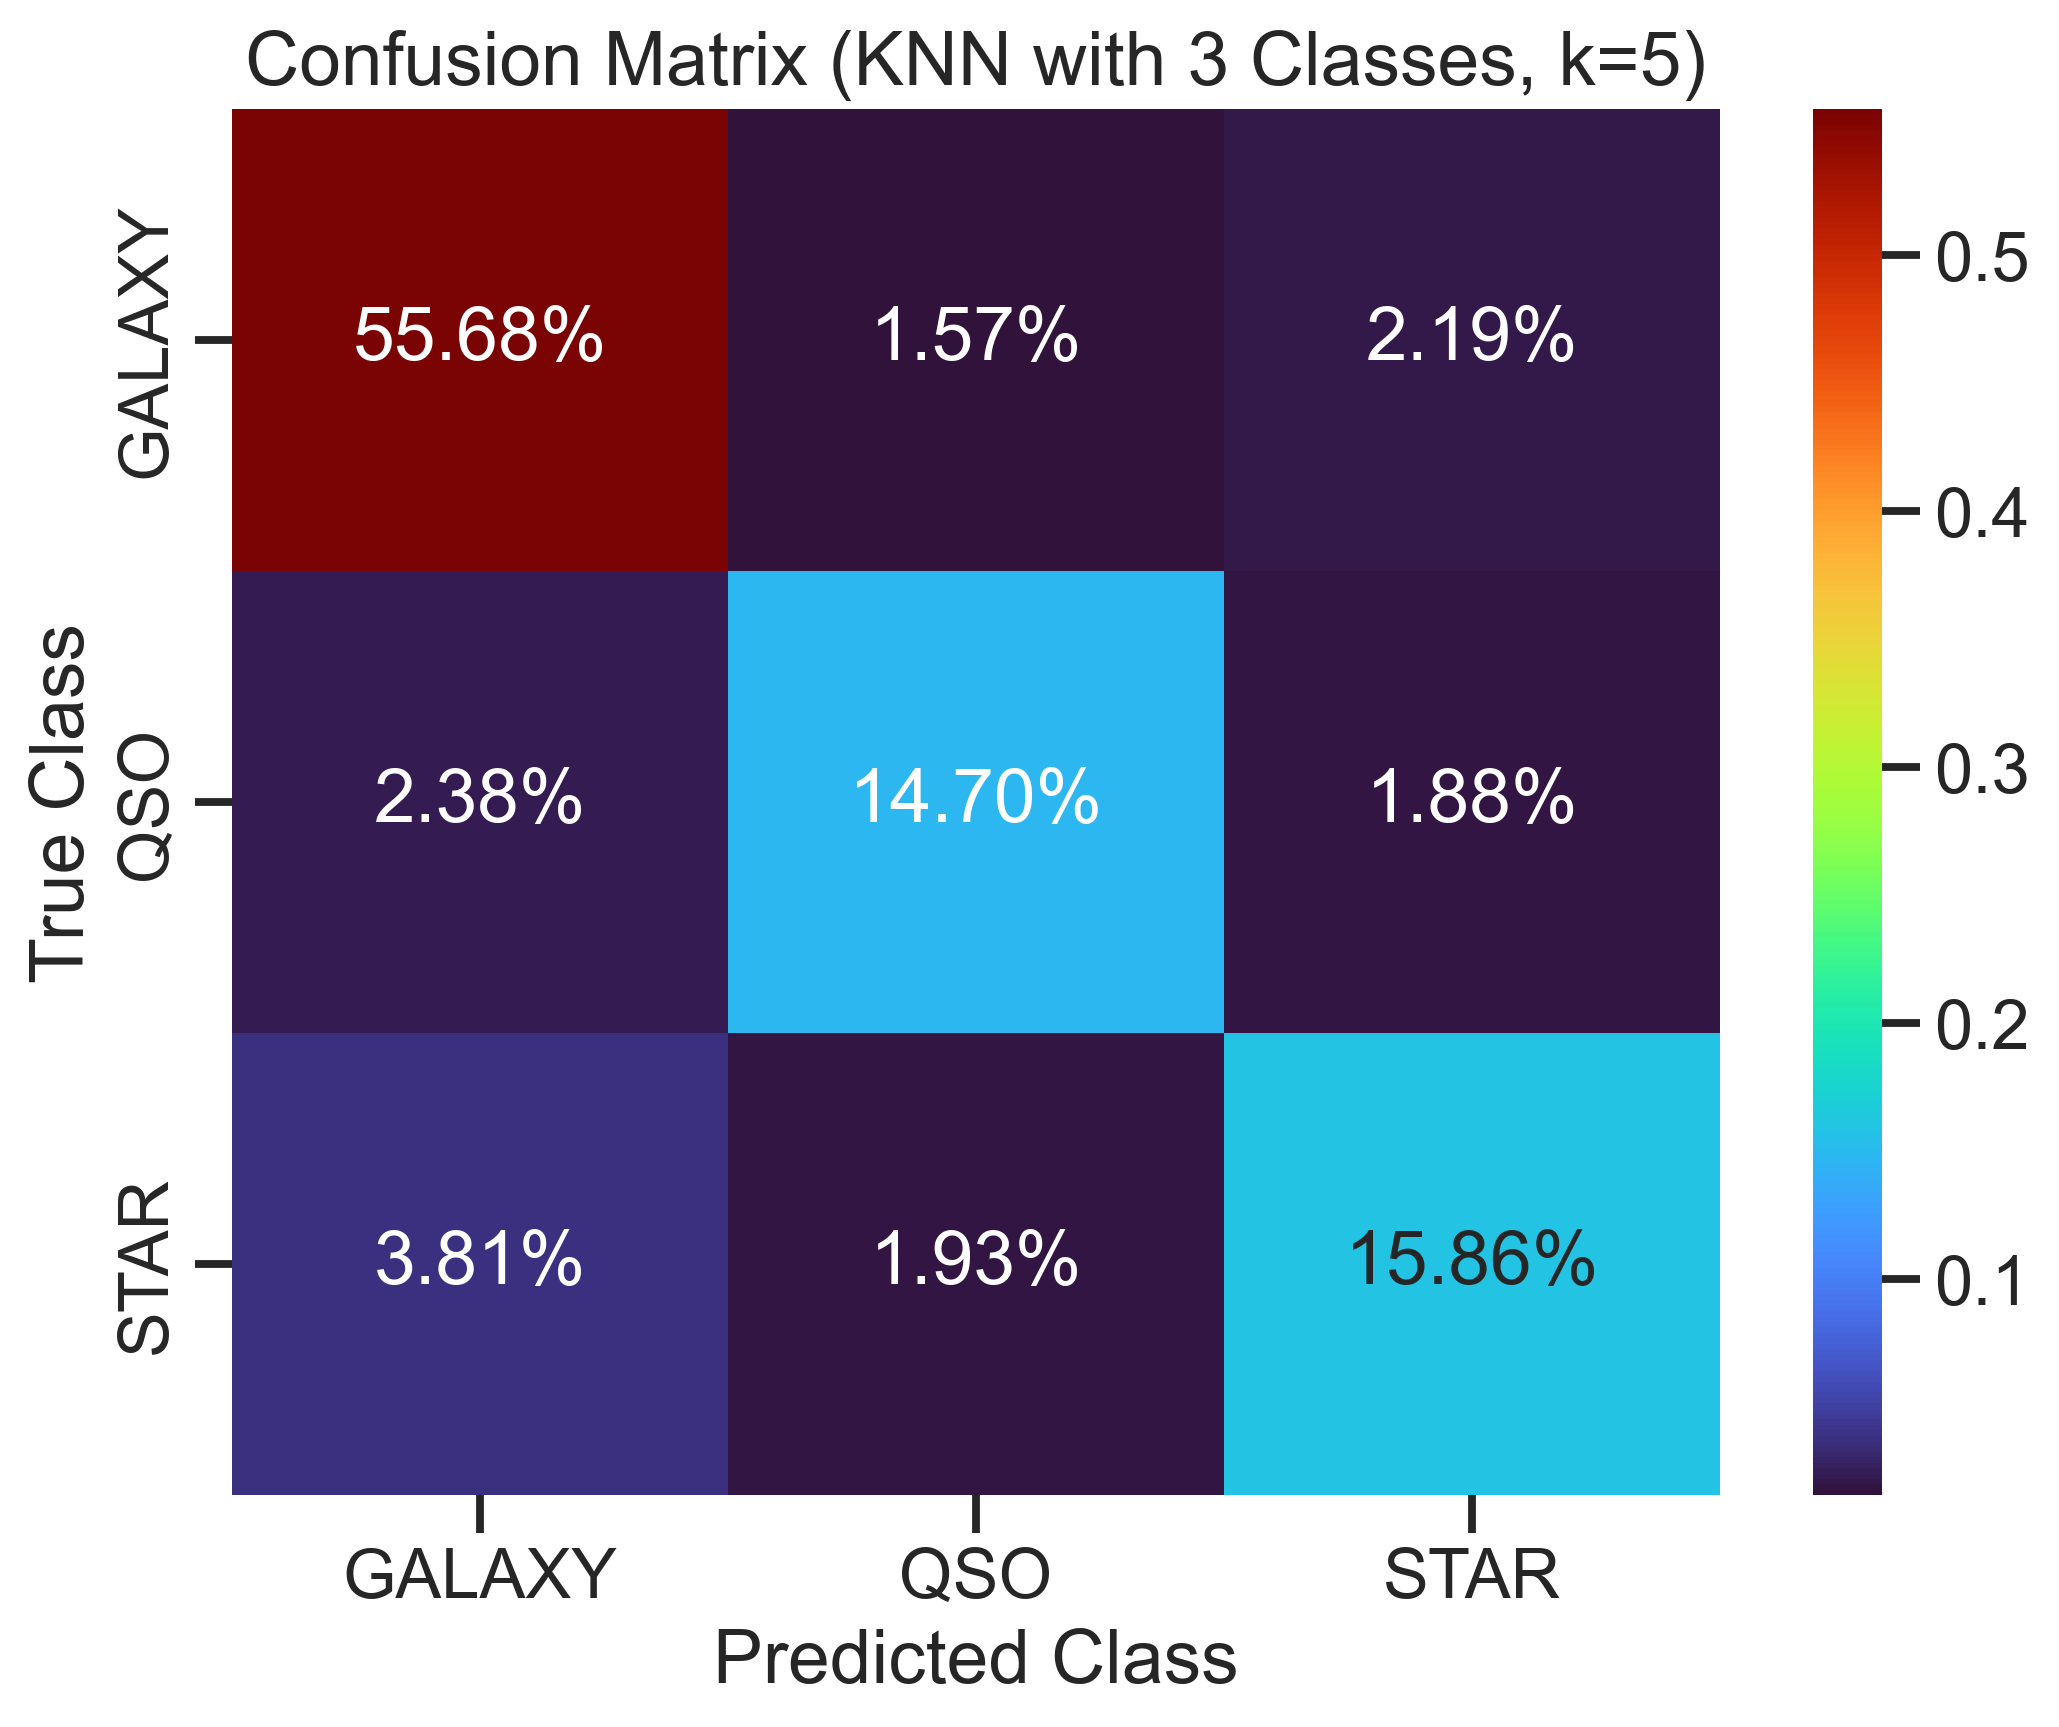 Confusion Matrix (KNN with 3 Classes, k=5)
True Class
GALAXY
55.68%
1.57%
2.19%
QSO
2.38%
14.70%
1.88%
STAR
3.81%
1.93%
15.86%
GALAXY
QSO
STAR
Predicted Class
0.5
0.4
0.3
0.2
0.1